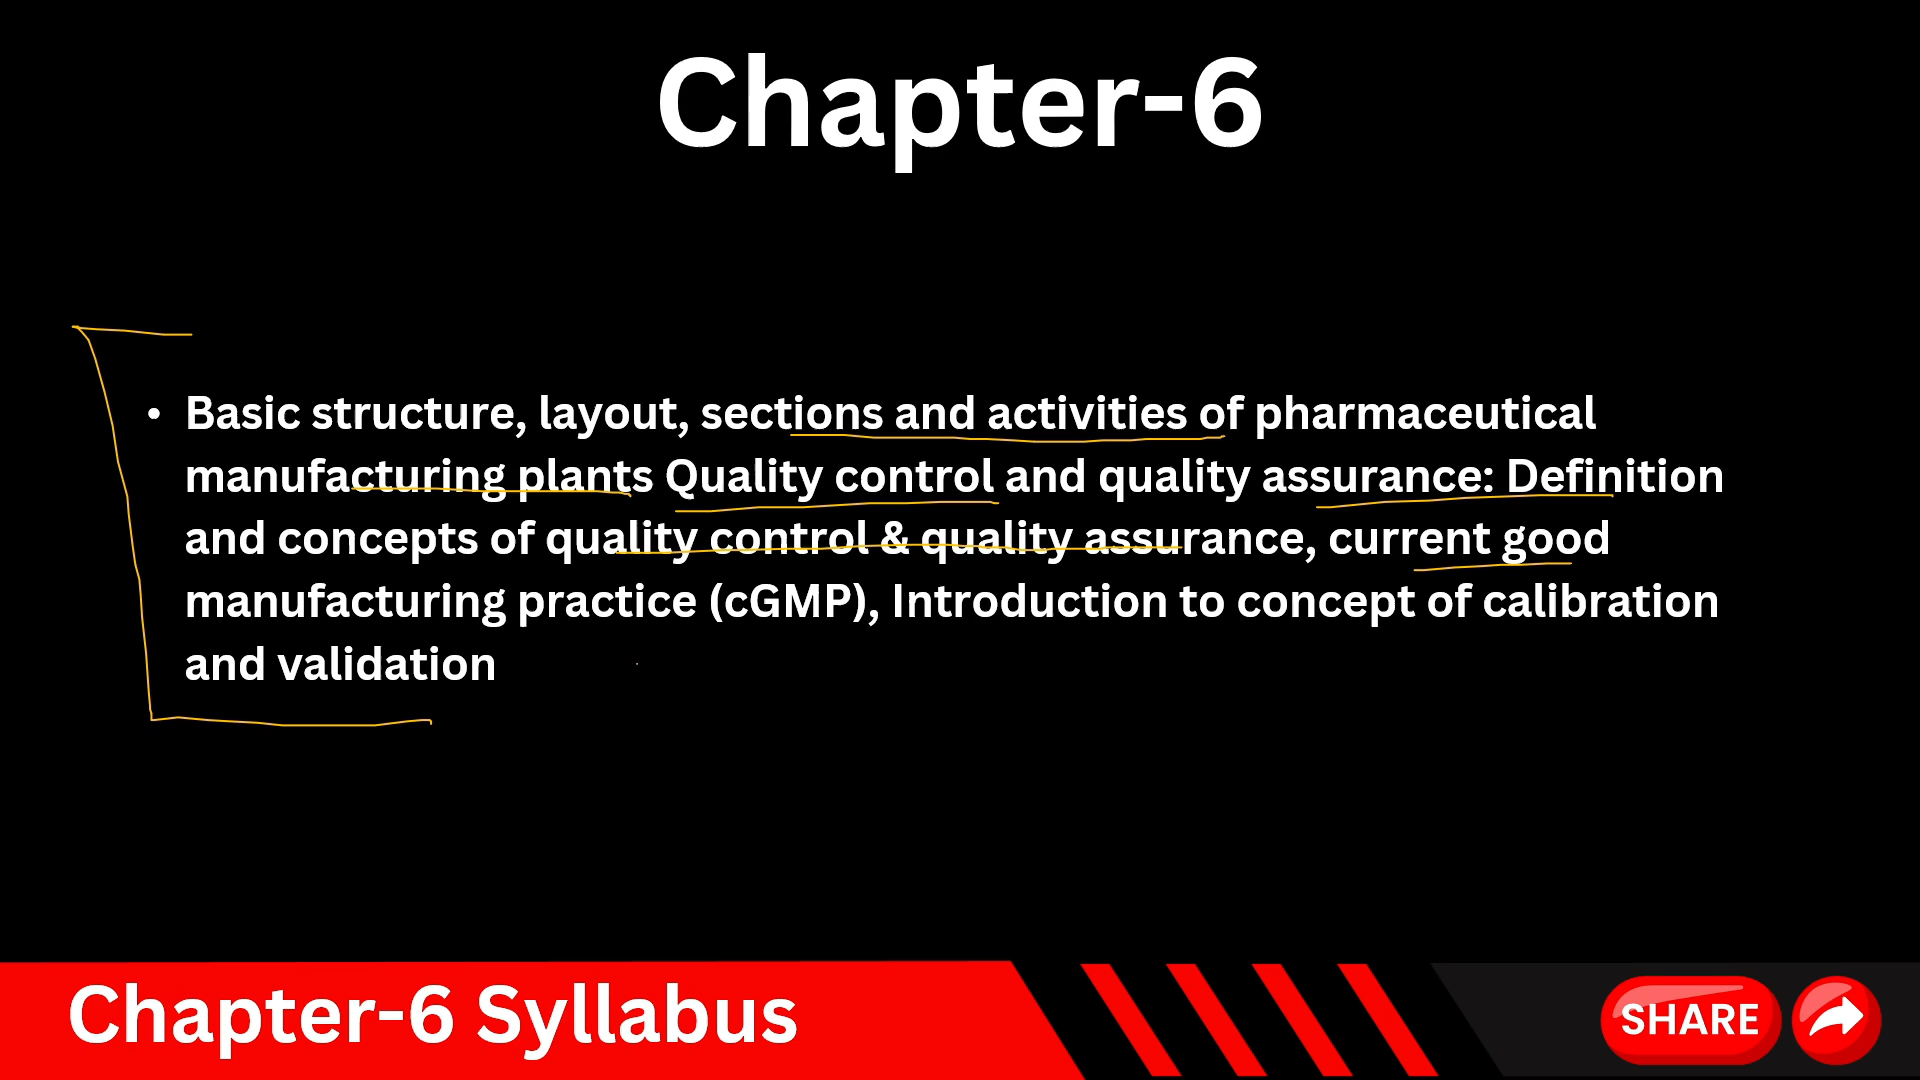 Chapter-6
• Basic structure, layout, sections and activities of pharmaceutical
manufacturing plants Quality control and quality assurance: Definition
and concepts of quality control & quality assurance, current good
manufacturing practice (cGMP), Introduction to concept of calibration
and validation
Chapter-6 Syllabus
SHARE